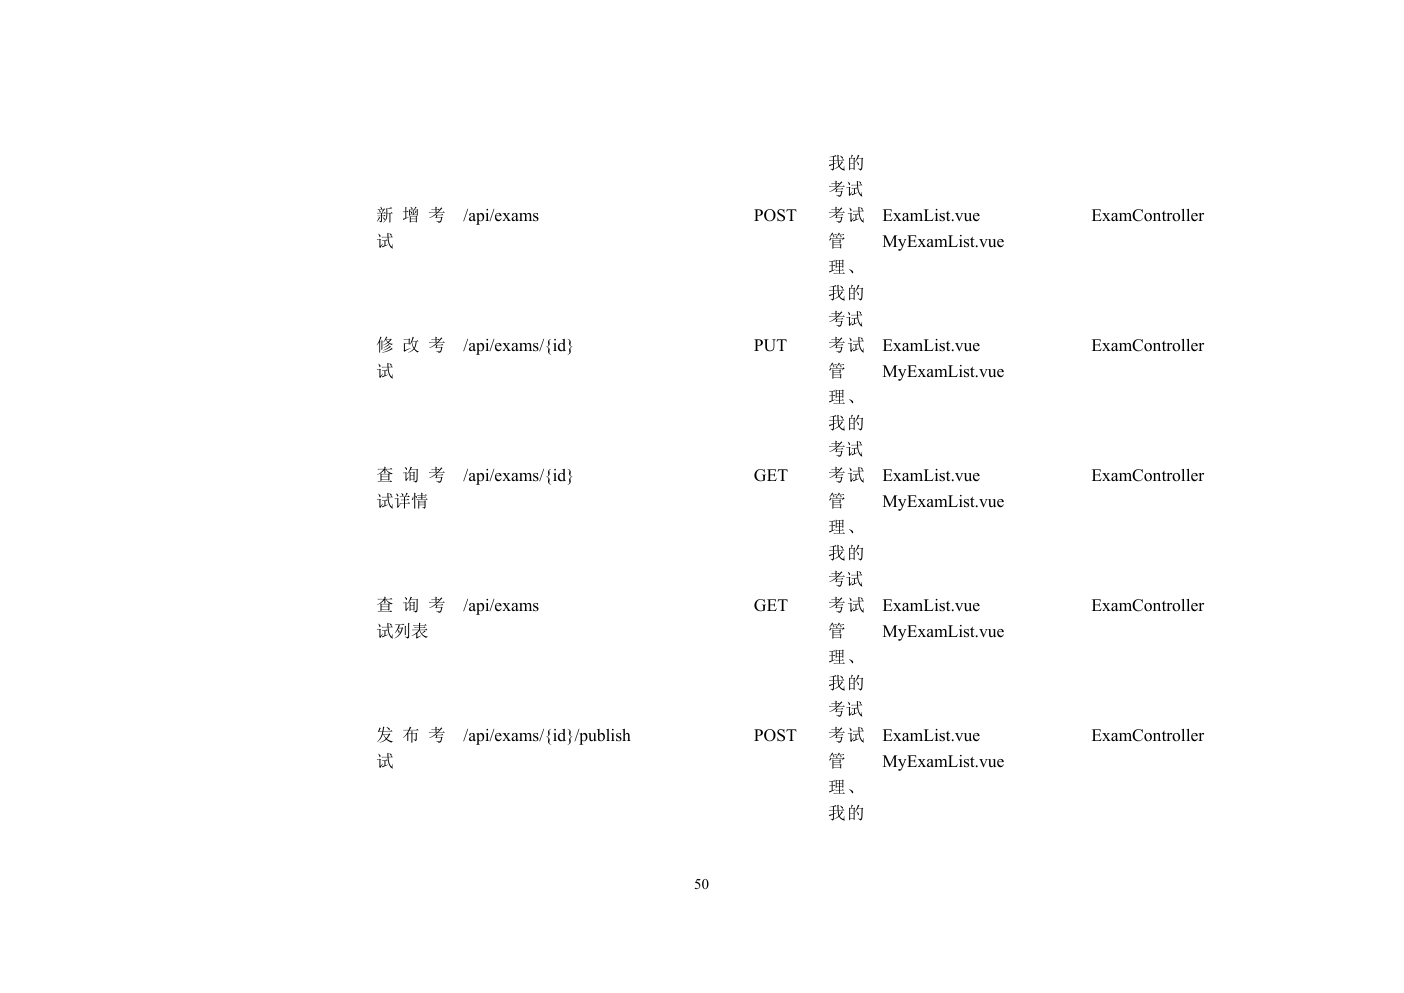 我的
考试
新增考 /api/exams POST 考试 ExamList.vue ExamController
试 管 MyExamList.vue
理、
我的
考试
修改考 /api/exams/{id} PUT 考试 ExamList.vue ExamController
试 管 MyExamList.vue
理、
我的
考试
查询考 /api/exams/{id} GET 考试 ExamList.vue ExamController
试详情 管 MyExamList.vue
理、
我的
考试
查询考 /api/exams GET 考试 ExamList.vue ExamController
试列表 管 MyExamList.vue
理、
我的
考试
发布考 /api/exams/{id}/publish POST 考试 ExamList.vue ExamController
试 管 MyExamList.vue
理、
我的
50